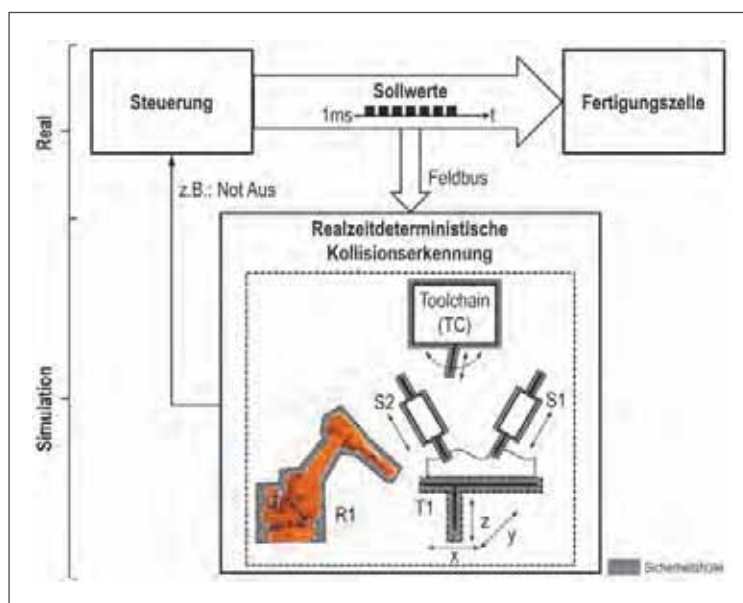 Real
Simulation
Steuerung
Sollwerte
1ms
t
Fertigungszelle
z.B.: Not Aus
Feldbus
Realzeitdeterministische
Kollisionserkennung
Toolchain
(TC)
S2
S1
R1
T1
z
y
x
Sicherheitshülle